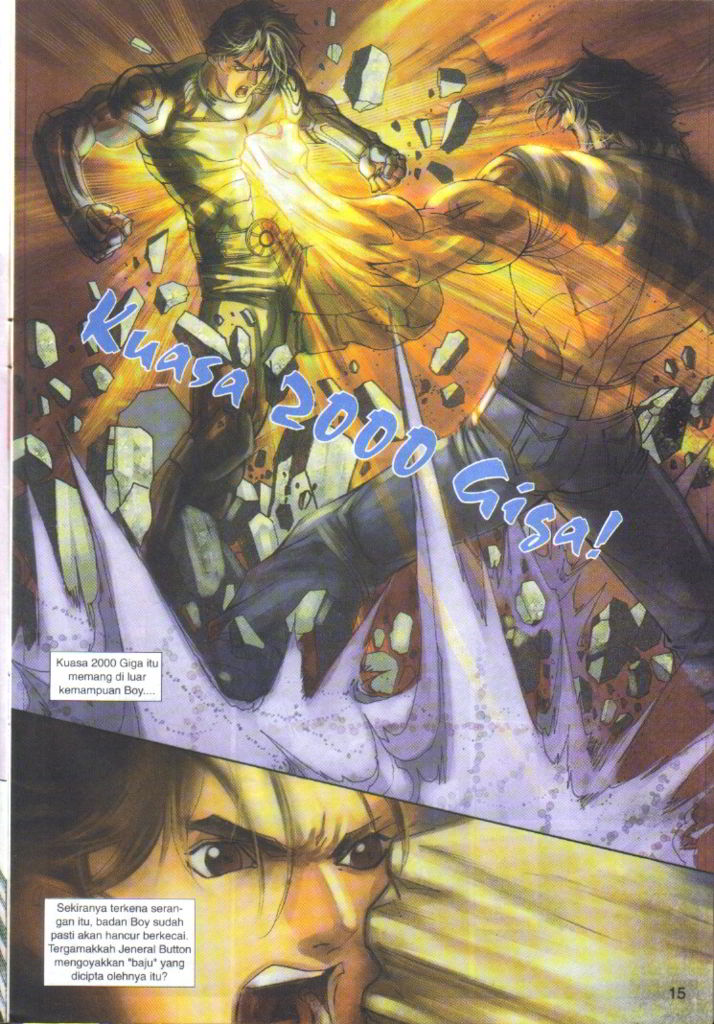 Kuasa 2000 Giga!
Kuasa 2000 Giga itu
memang di luar
kemampuan Boy....
Sekiranya terkena seran-
gan itu, badan Boy sudah
pasti akan hancur berkecai.
Tergamakkah Jeneral Button
mengoyakkan "baju" yang
dicipta olehnya itu?
15